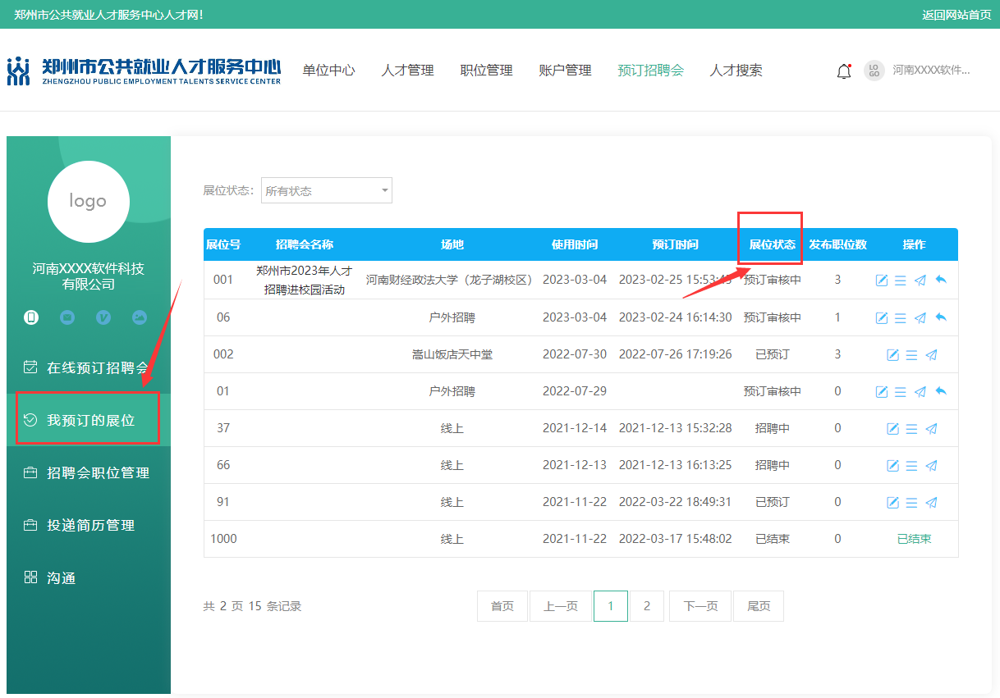 郑州市公共就业人才服务中心人才网!
返回网站首页
郑州市公共就业人才服务中心
ZHENGZHOU PUBLIC EMPLOYMENT TALENTS SERVICE CENTER
单位中心 人才管理 职位管理 账户管理 预订招聘会 人才搜索
LO
GO
河南XXXX软件...
logo
河南XXXX软件科技
有限公司
在线预订招聘会
我预订的展位
招聘会职位管理
投递简历管理
沟通
展位状态: 所有状态
展位号 招聘会名称 场地 使用时间 预订时间 展位状态 发布职位数 操作
001 郑州市2023年人才招聘进校园活动 河南财经政法大学（龙子湖校区） 2023-03-04 2023-02-25 15:53:45 预订审核中 3
06 户外招聘 2023-03-04 2023-02-24 16:14:30 预订审核中 1
002 嵩山饭店天中堂 2022-07-30 2022-07-26 17:19:26 已预订 3
01 户外招聘 2022-07-29 预订审核中 0
37 线上 2021-12-14 2021-12-13 15:32:28 招聘中 0
66 线上 2021-12-13 2021-12-13 16:13:25 招聘中 0
91 线上 2021-11-22 2022-03-22 18:49:31 已预订 0
1000 线上 2021-11-22 2022-03-17 15:48:02 已结束 0 已结束
共 2 页 15 条记录
首页 上一页 1 2 下一页 尾页